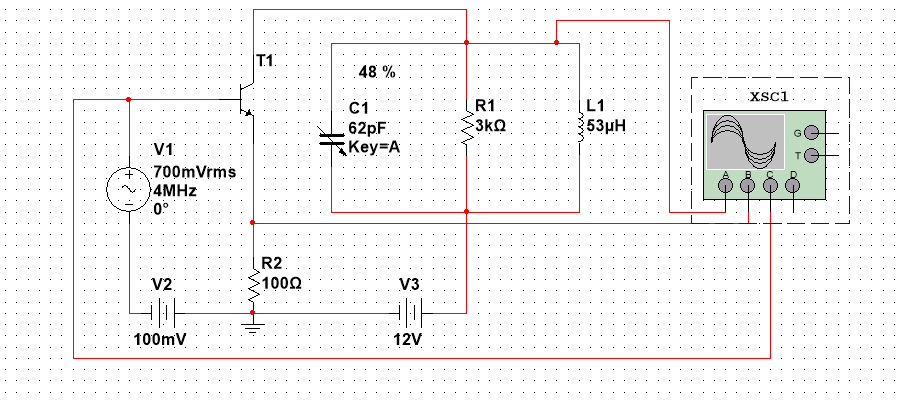 T1
48 %
C1
62pF
Key=A
R1
3kΩ
L1
53µH
XSC1
G
T
A B C D
V1
700mVrms
4MHz
0°
R2
100Ω
V2
100mV
V3
12V